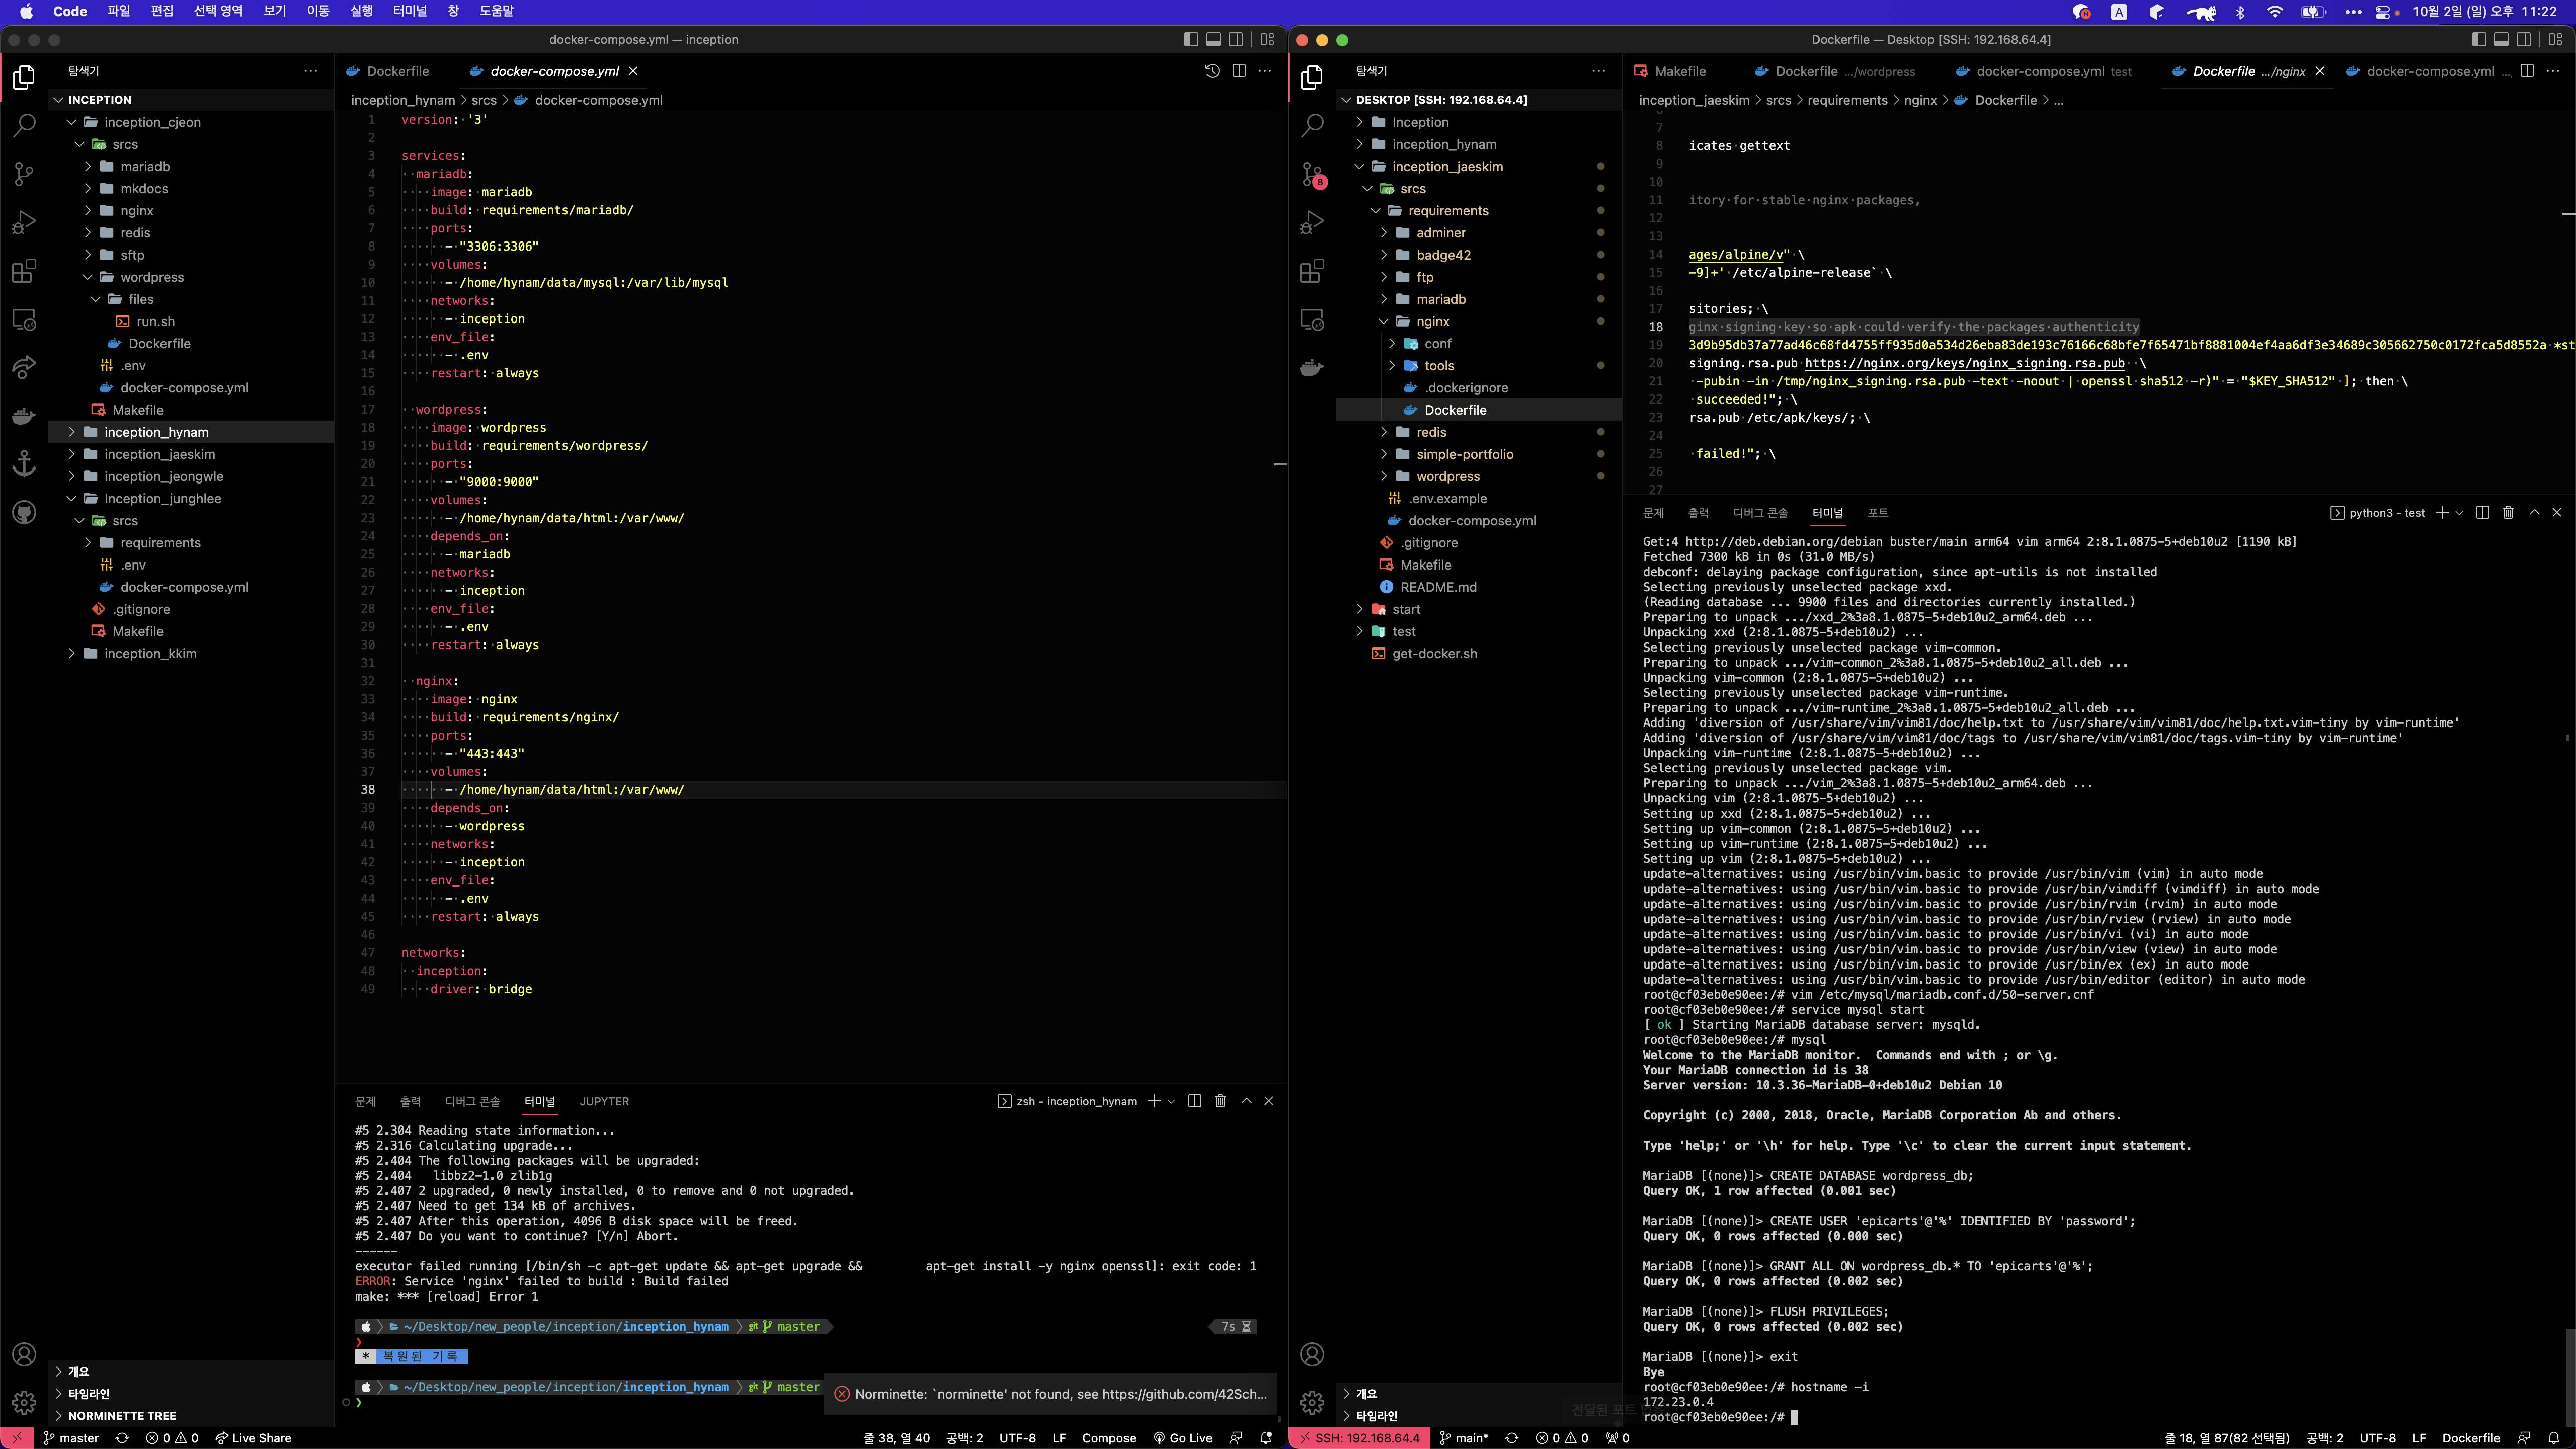 Code 파일 편집 선택 영역 보기 이동 실행 터미널 창 도움말
10월 2일 (일) 오후 11:22
docker-compose.yml — inception
탐색기
INCEPTION
inception_cjeon
srcs
mariadb
mkdocs
nginx
redis
sftp
wordpress
files
run.sh
Dockerfile
.env
docker-compose.yml
Makefile
inception_hynam
inception_jaeskim
inception_jeongwle
Inception_junghlee
srcs
requirements
.env
docker-compose.yml
.gitignore
Makefile
inception_kkim
개요
타임라인
NORMINETTE TREE
Dockerfile docker-compose.yml
inception_hynam > srcs > docker-compose.yml
1 version: '3'
2
3 services:
4 mariadb:
5 image: mariadb
6 build: requirements/mariadb/
7 ports:
8 - "3306:3306"
9 volumes:
10 - /home/hynam/data/mysql:/var/lib/mysql
11 networks:
12 - inception
13 env_file:
14 - .env
15 restart: always
16
17 wordpress:
18 image: wordpress
19 build: requirements/wordpress/
20 ports:
21 - "9000:9000"
22 volumes:
23 - /home/hynam/data/html:/var/www/
24 depends_on:
25 - mariadb
26 networks:
27 - inception
28 env_file:
29 - .env
30 restart: always
31
32 nginx:
33 image: nginx
34 build: requirements/nginx/
35 ports:
36 - "443:443"
37 volumes:
38 - /home/hynam/data/html:/var/www/
39 depends_on:
40 - wordpress
41 networks:
42 - inception
43 env_file:
44 - .env
45 restart: always
46
47 networks:
48 inception:
49 driver: bridge
문제 출력 디버그 콘솔 터미널 JUPYTER
zsh - inception_hynam
#5 2.304 Reading state information...
#5 2.316 Calculating upgrade...
#5 2.404 The following packages will be upgraded:
#5 2.404 libbz2-1.0 zlib1g
#5 2.407 2 upgraded, 0 newly installed, 0 to remove and 0 not upgraded.
#5 2.407 Need to get 134 kB of archives.
#5 2.407 After this operation, 4096 B disk space will be freed.
#5 2.407 Do you want to continue? [Y/n] Abort.
------
executor failed running [/bin/sh -c apt-get update && apt-get upgrade && apt-get install -y nginx openssl]: exit code: 1
ERROR: Service 'nginx' failed to build : Build failed
make: *** [reload] Error 1
~/Desktop/new_people/inception/inception_hynam master 7s
* 복원된 기록
~/Desktop/new_people/inception/inception_hynam master
Norminette: `norminette' not found, see https://github.com/42Sch...
master 0 0 Live Share
줄 38, 열 40 공백: 2 UTF-8 LF Compose Go Live
Dockerfile — Desktop [SSH: 192.168.64.4]
탐색기
DESKTOP [SSH: 192.168.64.4]
Inception
inception_hynam
inception_jaeskim
srcs
requirements
adminer
badge42
ftp
mariadb
nginx
conf
tools
.dockerignore
Dockerfile
redis
simple-portfolio
wordpress
.env.example
docker-compose.yml
.gitignore
Makefile
README.md
start
test
get-docker.sh
개요
타임라인
8
Makefile Dockerfile .../wordpress docker-compose.yml test Dockerfile .../nginx docker-compose.yml ...
inception_jaeskim > srcs > requirements > nginx > Dockerfile > ...
7
8 icates gettext
9
10
11 itory for stable nginx packages,
12
13
14 ages/alpine/v" \
15 -9]+' /etc/alpine-release` \
16
17 sitories; \
18 ginx signing key so apk could verify the packages authenticity
19 3d9b95db37a77ad46c68fd4755ff935d0a534d26eba83de193c76166c68bfe7f65471bf8881004ef4aa6df3e34689c305662750c0172fca5d8552a *st
20 signing.rsa.pub https://nginx.org/keys/nginx_signing.rsa.pub \
21 -pubin -in /tmp/nginx_signing.rsa.pub -text -noout | openssl sha512 -r)" = "$KEY_SHA512" ]; then \
22 succeeded!"; \
23 rsa.pub /etc/apk/keys/; \
24
25 failed!"; \
26
27
문제 출력 디버그 콘솔 터미널 포트
python3 - test
Get:4 http://deb.debian.org/debian buster/main arm64 vim arm64 2:8.1.0875-5+deb10u2 [1190 kB]
Fetched 7300 kB in 0s (31.0 MB/s)
debconf: delaying package configuration, since apt-utils is not installed
Selecting previously unselected package xxd.
(Reading database ... 9900 files and directories currently installed.)
Preparing to unpack .../xxd_2%3a8.1.0875-5+deb10u2_arm64.deb ...
Unpacking xxd (2:8.1.0875-5+deb10u2) ...
Selecting previously unselected package vim-common.
Preparing to unpack .../vim-common_2%3a8.1.0875-5+deb10u2_all.deb ...
Unpacking vim-common (2:8.1.0875-5+deb10u2) ...
Selecting previously unselected package vim-runtime.
Preparing to unpack .../vim-runtime_2%3a8.1.0875-5+deb10u2_all.deb ...
Adding 'diversion of /usr/share/vim/vim81/doc/help.txt to /usr/share/vim/vim81/doc/help.txt.vim-tiny by vim-runtime'
Adding 'diversion of /usr/share/vim/vim81/doc/tags to /usr/share/vim/vim81/doc/tags.vim-tiny by vim-runtime'
Unpacking vim-runtime (2:8.1.0875-5+deb10u2) ...
Selecting previously unselected package vim.
Preparing to unpack .../vim_2%3a8.1.0875-5+deb10u2_arm64.deb ...
Unpacking vim (2:8.1.0875-5+deb10u2) ...
Setting up xxd (2:8.1.0875-5+deb10u2) ...
Setting up vim-common (2:8.1.0875-5+deb10u2) ...
Setting up vim-runtime (2:8.1.0875-5+deb10u2) ...
Setting up vim (2:8.1.0875-5+deb10u2) ...
update-alternatives: using /usr/bin/vim.basic to provide /usr/bin/vim (vim) in auto mode
update-alternatives: using /usr/bin/vim.basic to provide /usr/bin/vimdiff (vimdiff) in auto mode
update-alternatives: using /usr/bin/vim.basic to provide /usr/bin/rvim (rvim) in auto mode
update-alternatives: using /usr/bin/vim.basic to provide /usr/bin/rview (rview) in auto mode
update-alternatives: using /usr/bin/vim.basic to provide /usr/bin/vi (vi) in auto mode
update-alternatives: using /usr/bin/vim.basic to provide /usr/bin/view (view) in auto mode
update-alternatives: using /usr/bin/vim.basic to provide /usr/bin/ex (ex) in auto mode
update-alternatives: using /usr/bin/vim.basic to provide /usr/bin/editor (editor) in auto mode
root@cf03eb0e90ee:/# vim /etc/mysql/mariadb.conf.d/50-server.cnf
root@cf03eb0e90ee:/# service mysql start
[ ok ] Starting MariaDB database server: mysqld.
root@cf03eb0e90ee:/# mysql
Welcome to the MariaDB monitor. Commands end with ; or \g.
Your MariaDB connection id is 38
Server version: 10.3.36-MariaDB-0+deb10u2 Debian 10
Copyright (c) 2000, 2018, Oracle, MariaDB Corporation Ab and others.
Type 'help;' or '\h' for help. Type '\c' to clear the current input statement.
MariaDB [(none)]> CREATE DATABASE wordpress_db;
Query OK, 1 row affected (0.001 sec)
MariaDB [(none)]> CREATE USER 'epicarts'@'%' IDENTIFIED BY 'password';
Query OK, 0 rows affected (0.000 sec)
MariaDB [(none)]> GRANT ALL ON wordpress_db.* TO 'epicarts'@'%';
Query OK, 0 rows affected (0.002 sec)
MariaDB [(none)]> FLUSH PRIVILEGES;
Query OK, 0 rows affected (0.002 sec)
MariaDB [(none)]> exit
Bye
root@cf03eb0e90ee:/# hostname -i
172.23.0.4
root@cf03eb0e90ee:/#
SSH: 192.168.64.4 main* 0 0 0
줄 18, 열 87(82 선택됨) 공백: 2 UTF-8 LF Dockerfile